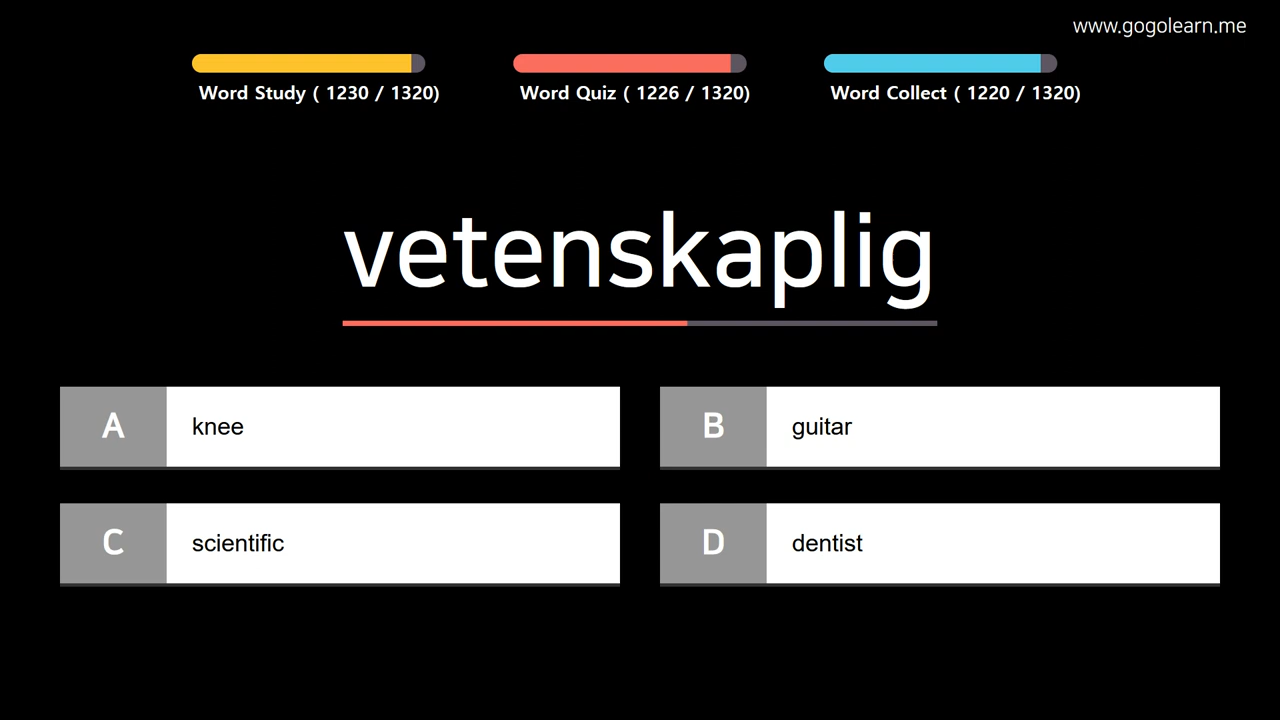 www.gogolearn.me
Word Study ( 1230 / 1320)
Word Quiz ( 1226 / 1320)
Word Collect ( 1220 / 1320)
vetenskaplig
A knee
B guitar
C scientific
D dentist